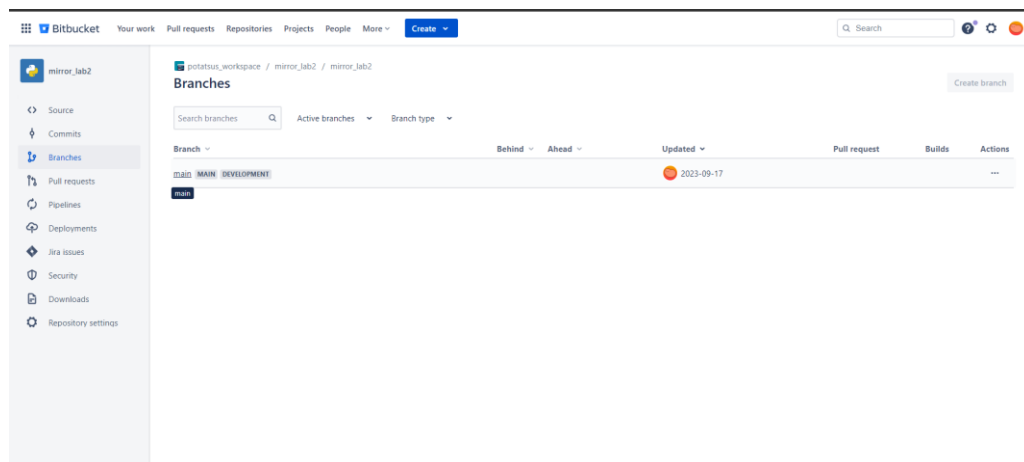 Bitbucket Your work Pull requests Repositories Projects People More Create Search
mirror_lab2
potatsus_workspace / mirror_lab2 / mirror_lab2
Branches
Create branch
Source
Commits
Branches
Pull requests
Pipelines
Deployments
Jira issues
Security
Downloads
Repository settings
Search branches Active branches Branch type
Branch Behind Ahead Updated Pull request Builds Actions
main MAIN DEVELOPMENT 2023-09-17
main